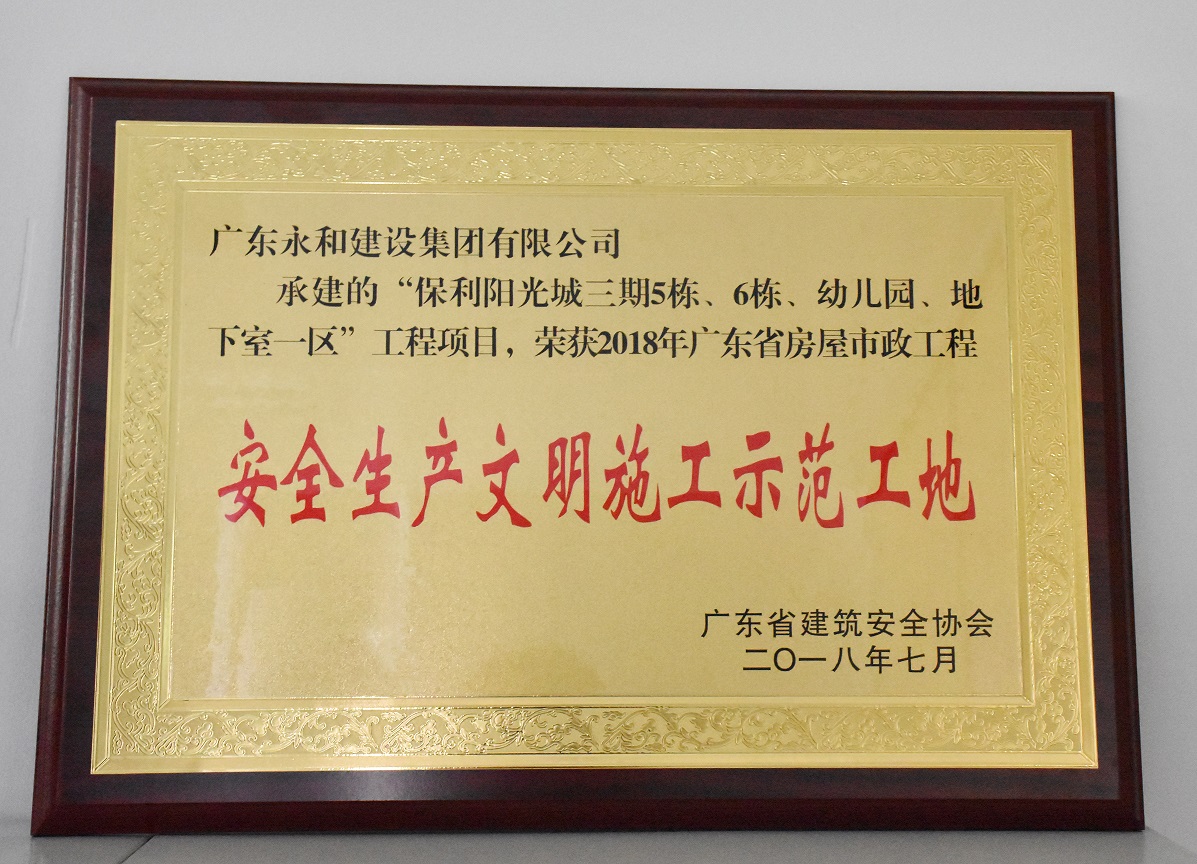 广东永和建设集团有限公司
承建的“保利阳光城三期5栋、6栋、幼儿园、地
下室一区”工程项目，荣获2018年广东省房屋市政工程
安全生产文明施工示范工地
广东省建筑安全协会
二〇一八年七月